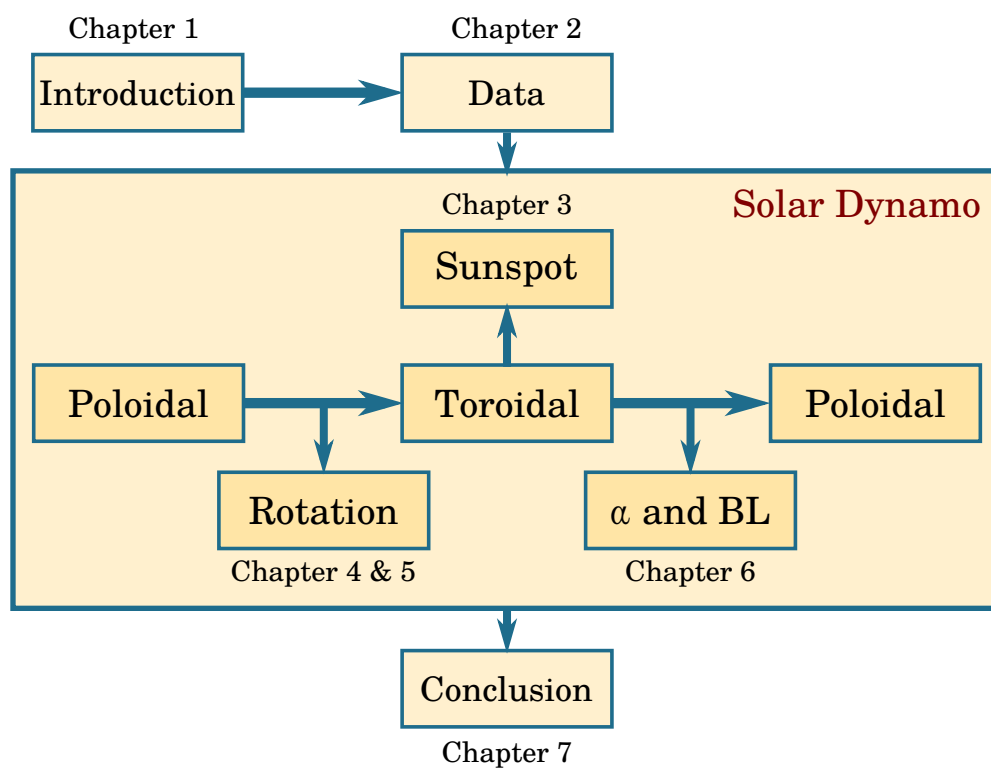 Chapter 1
Chapter 2
Introduction
Data
Chapter 3
Solar Dynamo
Sunspot
Poloidal
Toroidal
Poloidal
Rotation
α and BL
Chapter 4 & 5
Chapter 6
Conclusion
Chapter 7